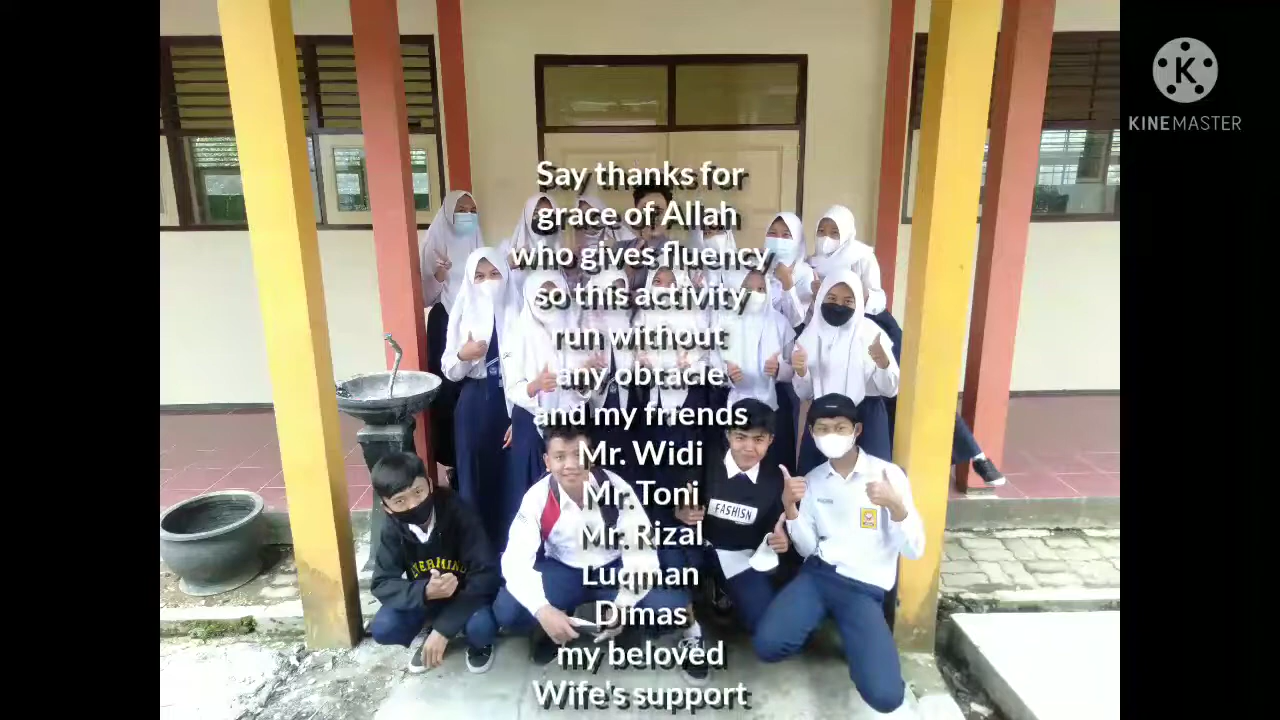 KINEMASTER
Say thanks for
grace of Allah
who gives fluency
so this activity
run without
any obtacle
and my friends
Mr. Widi
Mr. Toni
Mr. Rizal
Luqman
Dimas
my beloved
Wife's support
FASHISN